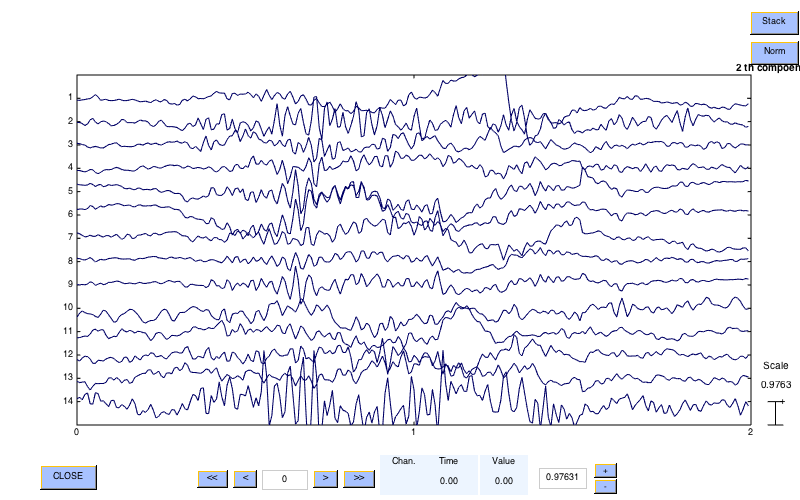 Stack
Norm
2 th compoen
1
2
3
4
5
6
7
8
9
10
11
12
13
14
0 1 2
Scale
0.9763
+
CLOSE
<< < 0 > >>
Chan. Time Value
0.00 0.00
0.97631
+
-